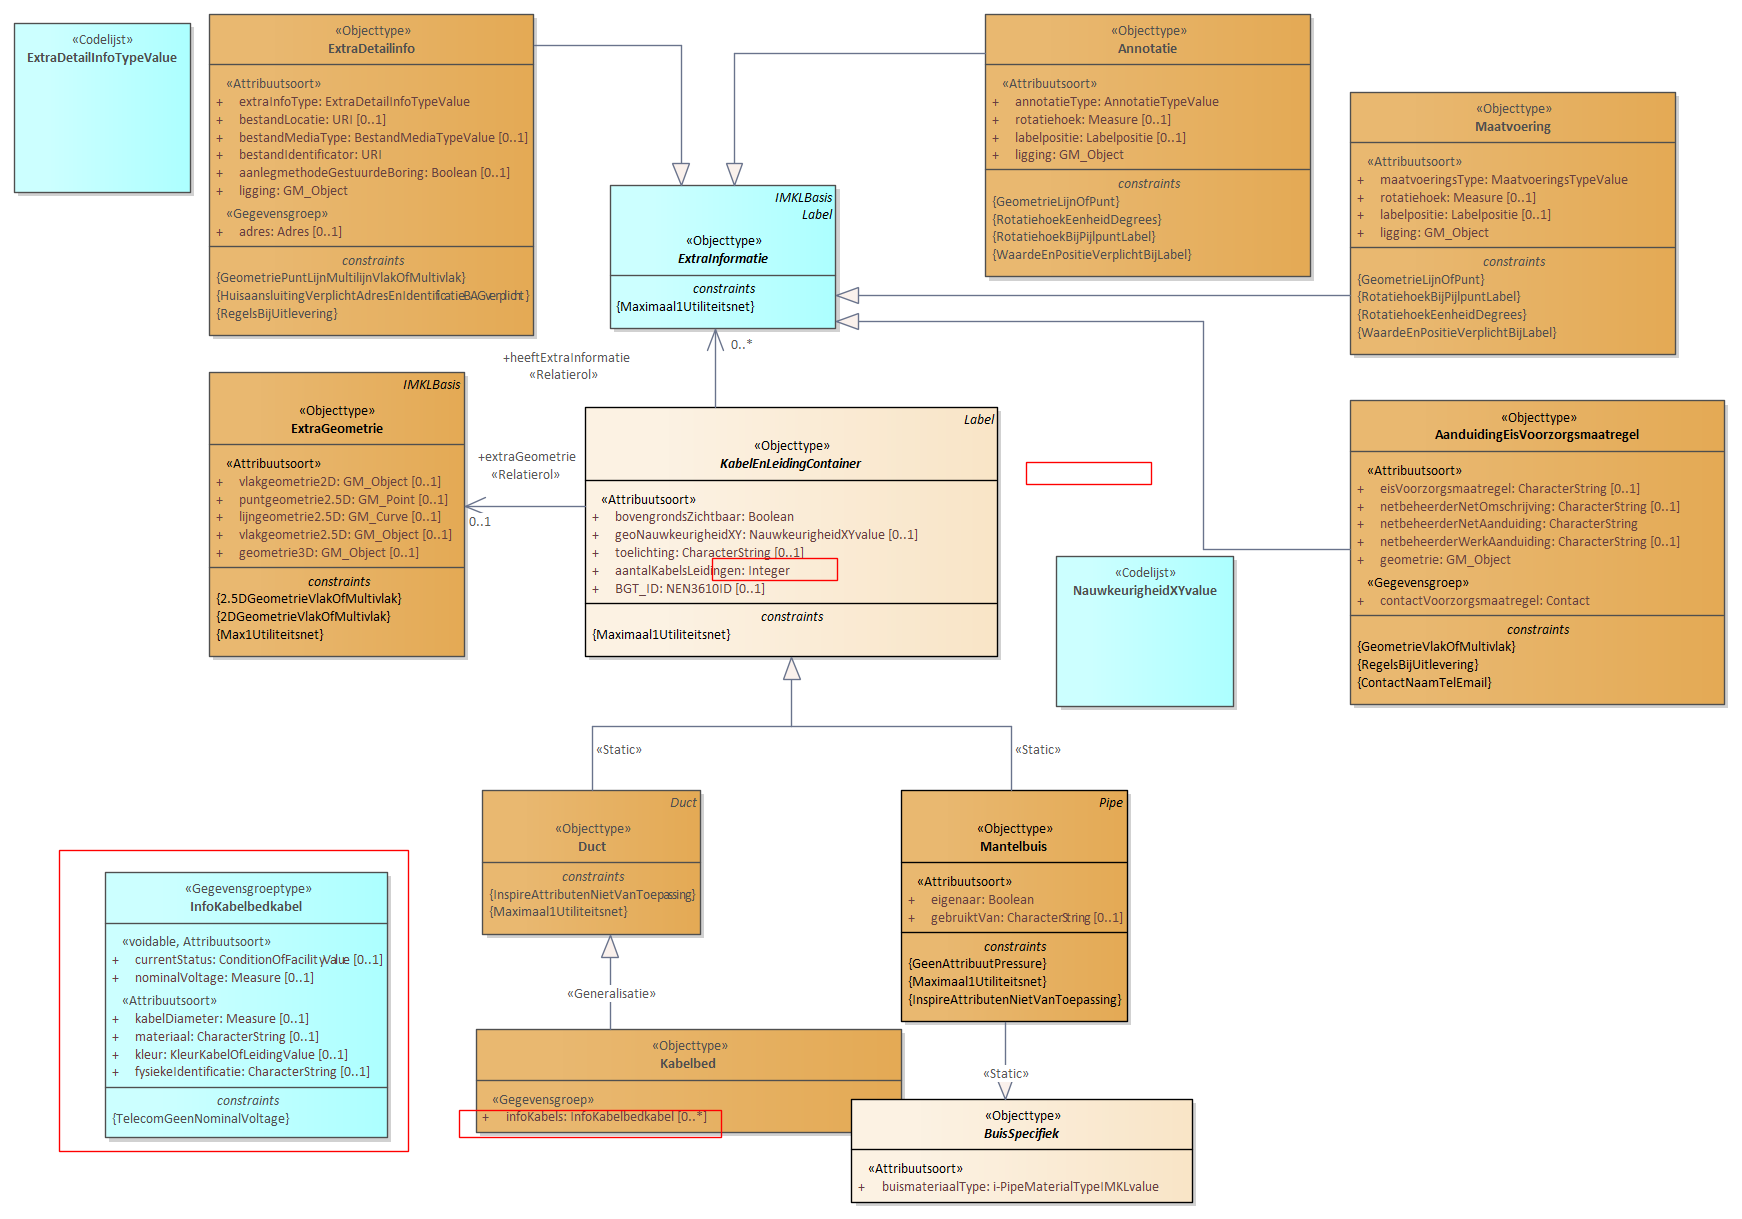 «Codelijst»
ExtraDetailInfoTypeValue
«Objecttype»
ExtraDetailinfo
«Attribuutsoort»
+ extraInfoType: ExtraDetailInfoTypeValue
+ bestandLocatie: URI [0..1]
+ bestandMediaType: BestandMediaTypeValue [0..1]
+ bestandIdentificator: URI
+ aanlegmethodeGestuurdeBoring: Boolean [0..1]
+ ligging: GM_Object
«Gegevensgroep»
+ adres: Adres [0..1]
constraints
{GeometriePuntLijnMultilijnVlakOfMultivlak}
{HuisaansluitingVerplichtAdresEnIdentificatieBAGverplicht}
{RegelsBijUitlevering}
«Objecttype»
Annotatie
«Attribuutsoort»
+ annotatieType: AnnotatieTypeValue
+ rotatiehoek: Measure [0..1]
+ labelpositie: Labelpositie [0..1]
+ ligging: GM_Object
constraints
{GeometrieLijnOfPunt}
{RotatiehoekEenheidDegrees}
{RotatiehoekBijPijlpuntLabel}
{WaardeEnPositieVerplichtBijLabel}
«Objecttype»
Maatvoering
«Attribuutsoort»
+ maatvoeringsType: MaatvoeringsTypeValue
+ rotatiehoek: Measure [0..1]
+ labelpositie: Labelpositie [0..1]
+ ligging: GM_Object
constraints
{GeometrieLijnOfPunt}
{RotatiehoekBijPijlpuntLabel}
{RotatiehoekEenheidDegrees}
{WaardeEnPositieVerplichtBijLabel}
IMKLBasis
Label
«Objecttype»
ExtraInformatie
constraints
{Maximaal1Utiliteitsnet}
0..*
+heeftExtraInformatie
«Relatierol»
IMKLBasis
«Objecttype»
ExtraGeometrie
«Attribuutsoort»
+ vlakgeometrie2D: GM_Object [0..1]
+ puntgeometrie2.5D: GM_Point [0..1]
+ lijngeometrie2.5D: GM_Curve [0..1]
+ vlakgeometrie2.5D: GM_Object [0..1]
+ geometrie3D: GM_Object [0..1]
constraints
{2.5DGeometrieVlakOfMultivlak}
{2DGeometrieVlakOfMultivlak}
{Max1Utiliteitsnet}
+extraGeometrie
«Relatierol»
0..1
Label
«Objecttype»
KabelEnLeidingContainer
«Attribuutsoort»
+ bovengrondsZichtbaar: Boolean
+ geoNauwkeurigheidXY: NauwkeurigheidXYvalue [0..1]
+ toelichting: CharacterString [0..1]
+ aantalKabelsLeidingen: Integer
+ BGT_ID: NEN3610ID [0..1]
constraints
{Maximaal1Utiliteitsnet}
«Codelijst»
NauwkeurigheidXYvalue
«Objecttype»
AanduidingEisVoorzorgsmaatregel
«Attribuutsoort»
+ eisVoorzorgsmaatregel: CharacterString [0..1]
+ netbeheerderNetOmschrijving: CharacterString [0..1]
+ netbeheerderNetAanduiding: CharacterString
+ netbeheerderWerkAanduiding: CharacterString [0..1]
+ geometrie: GM_Object
«Gegevensgroep»
+ contactVoorzorgsmaatregel: Contact
constraints
{GeometrieVlakOfMultivlak}
{RegelsBijUitlevering}
{ContactNaamTelEmail}
«Static»
«Static»
Duct
«Objecttype»
Duct
constraints
{InspireAttributenNietVanToepassing}
{Maximaal1Utiliteitsnet}
Pipe
«Objecttype»
Mantelbuis
«Attribuutsoort»
+ eigenaar: Boolean
+ gebruiktVan: CharacterString [0..1]
constraints
{GeenAttribuutPressure}
{Maximaal1Utiliteitsnet}
{InspireAttributenNietVanToepassing}
«Gegevensgroeptype»
InfoKabelbedkabel
«voidable, Attribuutsoort»
+ currentStatus: ConditionOfFacilityValue [0..1]
+ nominalVoltage: Measure [0..1]
«Attribuutsoort»
+ kabelDiameter: Measure [0..1]
+ materiaal: CharacterString [0..1]
+ kleur: KleurKabelOfLeidingValue [0..1]
+ fysiekeIdentificatie: CharacterString [0..1]
constraints
{TelecomGeenNominalVoltage}
«Generalisatie»
«Objecttype»
Kabelbed
«Gegevensgroep»
+ infoKabels: InfoKabelbedkabel [0..*]
«Static»
«Objecttype»
BuisSpecifiek
«Attribuutsoort»
+ buismateriaalType: i-PipeMaterialTypeIMKLvalue